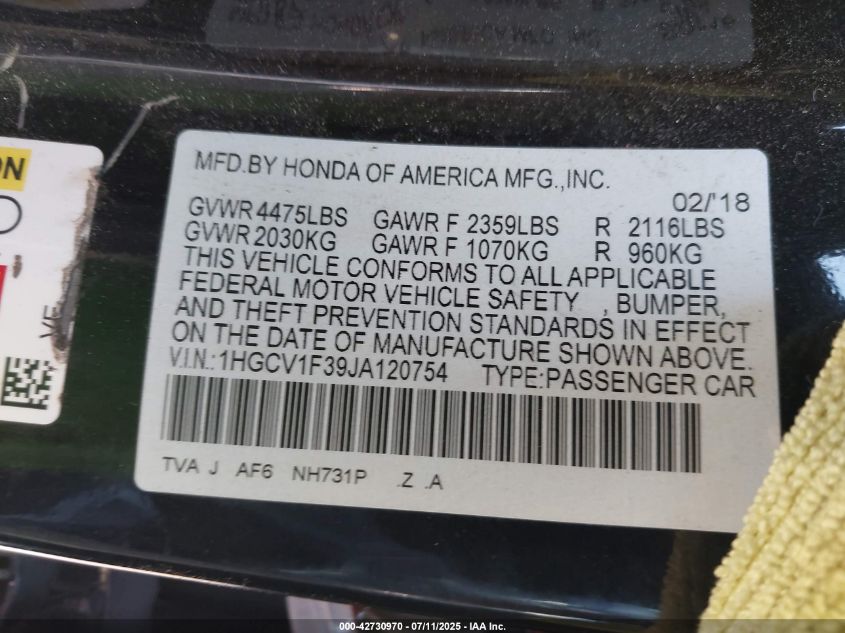 MFD.BY HONDA OF AMERICA MFG.,INC.
02/'18
GVWR 4475LBS GAWR F 2359LBS R 2116LBS
GVWR 2030KG GAWR F 1070KG R 960KG
THIS VEHICLE CONFORMS TO ALL APPLICABLE
FEDERAL MOTOR VEHICLE SAFETY , BUMPER,
AND THEFT PREVENTION STANDARDS IN EFFECT
ON THE DATE OF MANUFACTURE SHOWN ABOVE.
V.I.N.:1HGCV1F39JA120754 TYPE:PASSENGER CAR
TVA J AF6 NH731P .Z .A
ON
VE
000-42730970 - 07/11/2025 - IAA Inc.